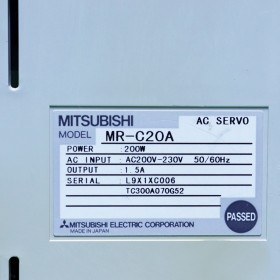 MITSUBISHI AC SERVO
MODEL MR-C20A
POWER : 200W
AC INPUT : AC200V-230V 50/60Hz
OUTPUT : 1.5A
SERIAL : L9X1XC006
TC300A070G52
MITSUBISHI ELECTRIC CORPORATION
MADE IN JAPAN
PASSED